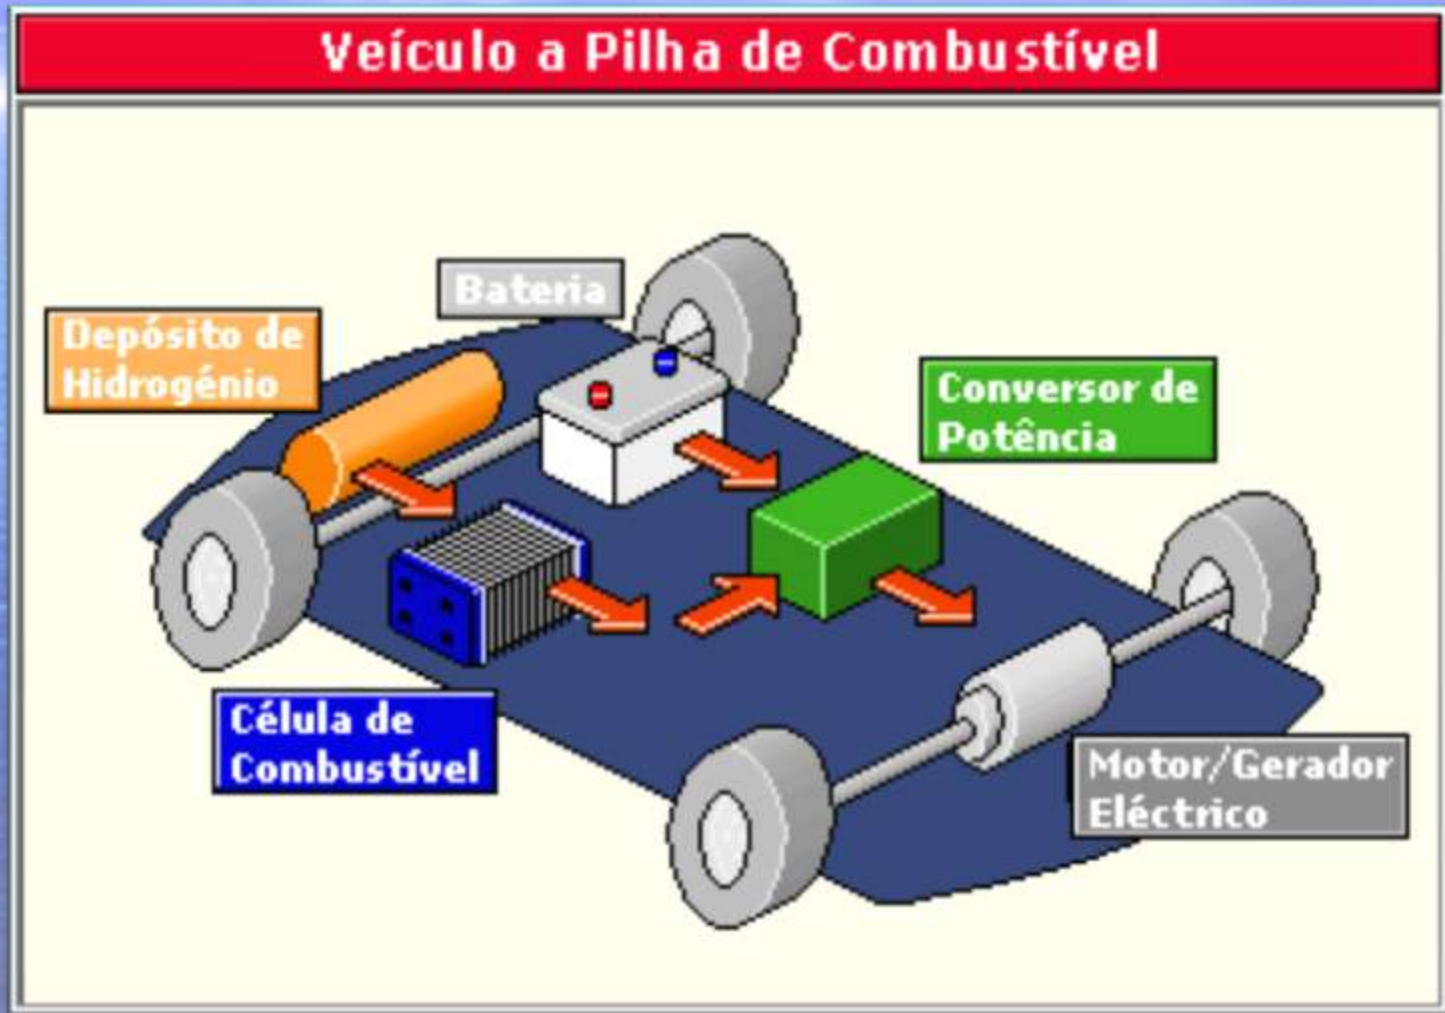 Veículo a Pilha de Combustível
Bateria
Depósito de
Hidrogénio
Conversor de
Potência
Célula de
Combustível
Motor/Gerador
Eléctrico